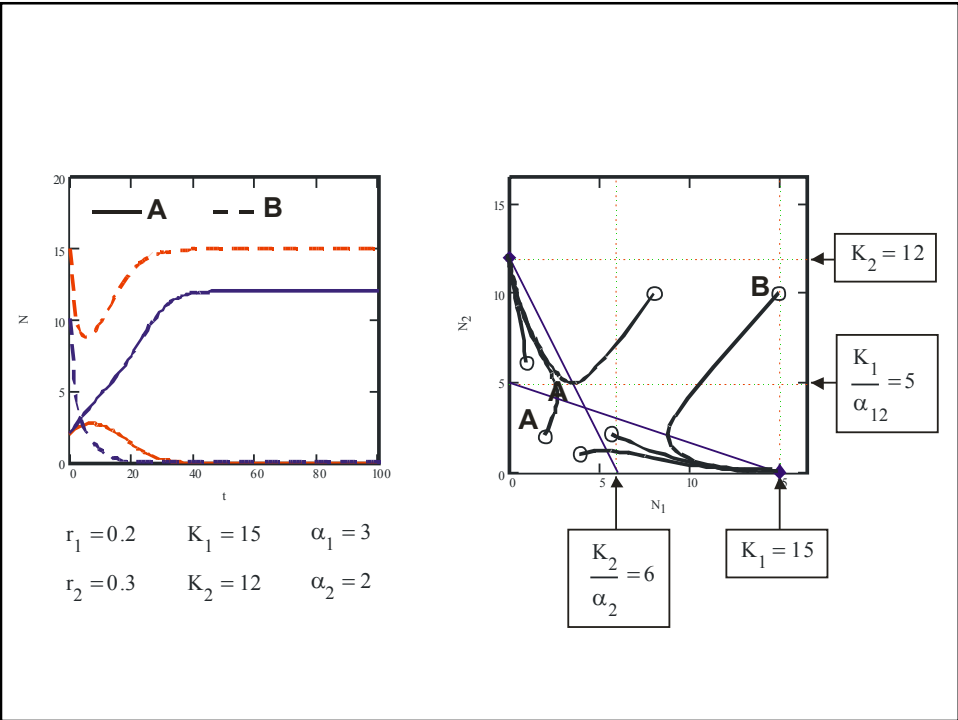 20
15
10
5
0
N
A
B
0
20
40
60
80
100
t
r1 = 0.2 K1 = 15 α1 = 3
r2 = 0.3 K2 = 12 α2 = 2
15
10
5
0
N2
B
A
A
0
5
10
15
N1
K2 = 12
K1
α12
= 5
K2
α2
= 6
K1 = 15